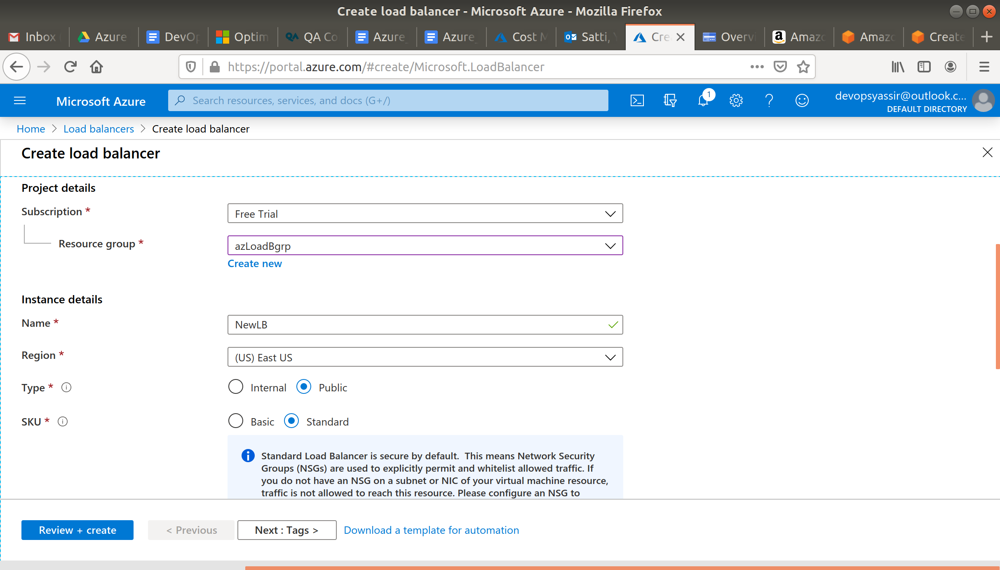 Create load balancer - Microsoft Azure - Mozilla Firefox
Inbox
Azure
DevOp
Optim
QA Co
Azure_
Azure_
Cost M
Satti, Y
Cre
Overvi
Amazo
Amazo
Create
https://portal.azure.com/#create/Microsoft.LoadBalancer
Microsoft Azure
Search resources, services, and docs (G+/)
1
devopsyassir@outlook.c...
DEFAULT DIRECTORY
Home > Load balancers > Create load balancer
Create load balancer
Project details
Subscription *
Free Trial
Resource group *
azLoadBgrp
Create new
Instance details
Name *
NewLB
Region *
(US) East US
Type *
Internal
Public
SKU *
Basic
Standard
Standard Load Balancer is secure by default. This means Network Security
Groups (NSGs) are used to explicitly permit and whitelist allowed traffic. If
you do not have an NSG on a subnet or NIC of your virtual machine resource,
traffic is not allowed to reach this resource. Please configure an NSG to
Review + create
< Previous
Next : Tags >
Download a template for automation